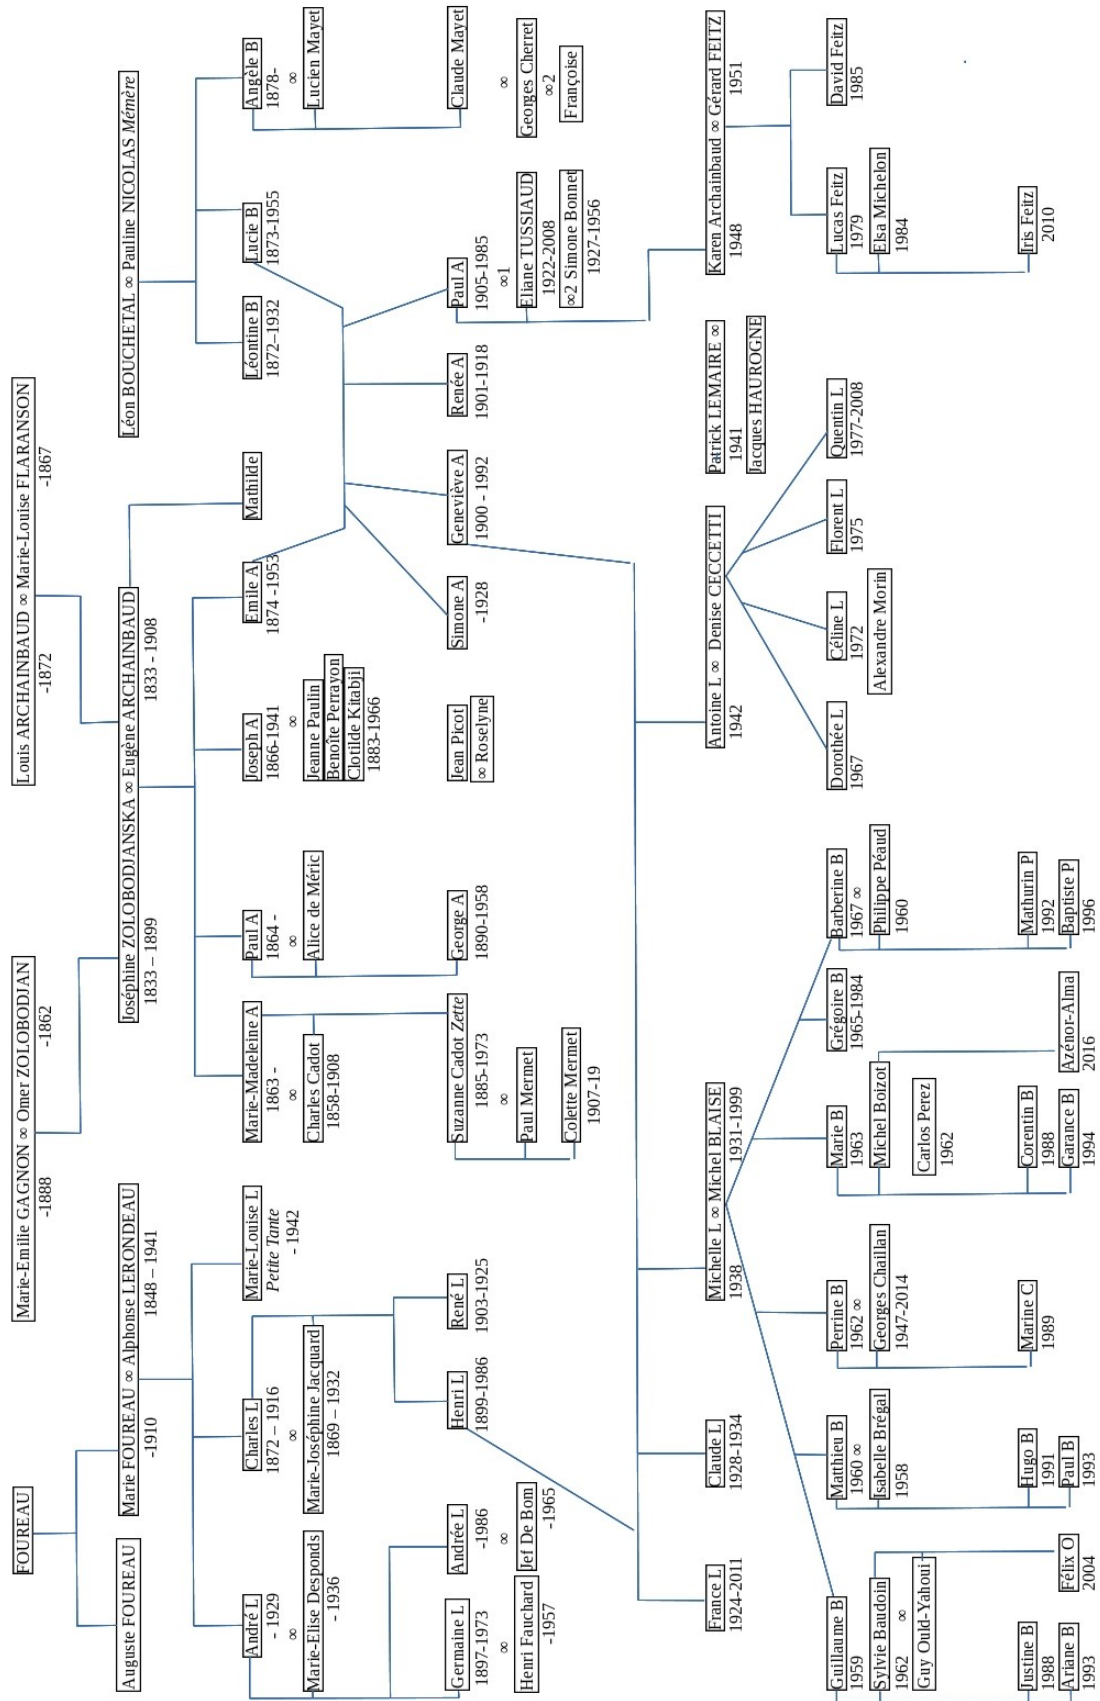 FOUREAU
Marie-Emilie GAGNON ∞ Omer ZOLOBODJAN
-1888
-1862
Louis ARCHAINBAUD ∞ Marie-Louise FLARANSON
-1872
-1867
Auguste FOUREAU
Marie FOUREAU ∞ Alphonse LERONDEAU
-1910
1848 – 1941
Joséphine ZOLOBODJANSKA ∞ Eugène ARCHAINBAUD
1833 – 1899
1833 - 1908
Léon BOUCHETAL ∞ Pauline NICOLAS Mémère
André L
- 1929
∞
Marie-Elise Desponds
- 1936
Charles L
1872 – 1916
∞
Marie-Joséphine Jacquard
1869 – 1932
Marie-Louise L
Petite Tante
- 1942
Marie-Madeleine A
1863 -
∞
Charles Cadot
1858-1908
Paul A
1864 -
∞
Alice de Méric
Joseph A
1866-1941
∞
Jeanne Paulin
Benoîte Perrayon
Clotilde Kitabji
1883-1966
Emile A
1874 -1953
Mathilde
Léontine B
1872–1932
Lucie B
1873-1955
Angèle B
1878-
∞
Lucien Mayet
Germaine L
1897-1973
∞
Henri Fauchard
-1957
Andrée L
-1986
∞
Jef De Bom
-1965
Henri L
1899-1986
René L
1903-1925
Suzanne Cadot Zette
1885-1973
∞
Paul Mermet
Colette Mermet
1907-19
George A
1890-1958
Jean Picot
∞ Roselyne
Simone A
-1928
Geneviève A
1900 - 1992
Renée A
1901-1918
Paul A
1905-1985
∞1
Eliane TUSSIAUD
1922-2008
∞2 Simone Bonnet
1927-1956
Claude Mayet
∞
Georges Cherret
∞2
Françoise
France L
1924-2011
Claude L
1928-1934
Michelle L ∞ Michel BLAISE
1938
1931-1999
Antoine L ∞ Denise CECCETTI
1942
Patrick LEMAIRE ∞
1941
Jacques HAUROGNE
Karen Archainbaud ∞ Gérard FEITZ
1948
1951
Guillaume B
1959
Sylvie Baudoin
1962
∞
Guy Ould-Yahoui
Matthieu B
1960 ∞
Isabelle Brégal
1958
Perrine B
1962 ∞
Georges Chaillan
1947-2014
Marie B
1963
Michel Boizot
Carlos Perez
1962
Grégoire B
1965-1984
Barberine B
1967 ∞
Philippe Péaud
1960
Dorothée L
1967
Céline L
1972
Alexandre Morin
Florent L
1975
Quentin L
1977-2008
Lucas Feitz
1979
Elsa Michelon
1984
David Feitz
1985
Justine B
1988
Ariane B
1993
Félix O
2004
Hugo B
1991
Paul B
1993
Marine C
1989
Corentin B
1988
Garance B
1994
Azénor-Alma
2016
Mathurin P
1992
Baptiste P
1996
Iris Feitz
2010